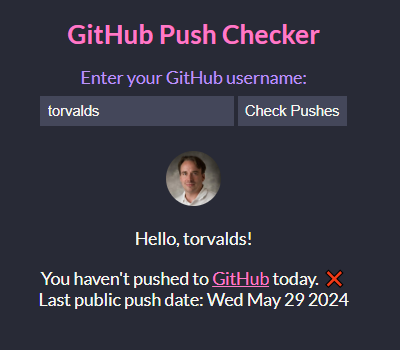 GitHub Push Checker
Enter your GitHub username:
torvalds
Check Pushes
Hello, torvalds!
You haven't pushed to GitHub today. ❌
Last public push date: Wed May 29 2024